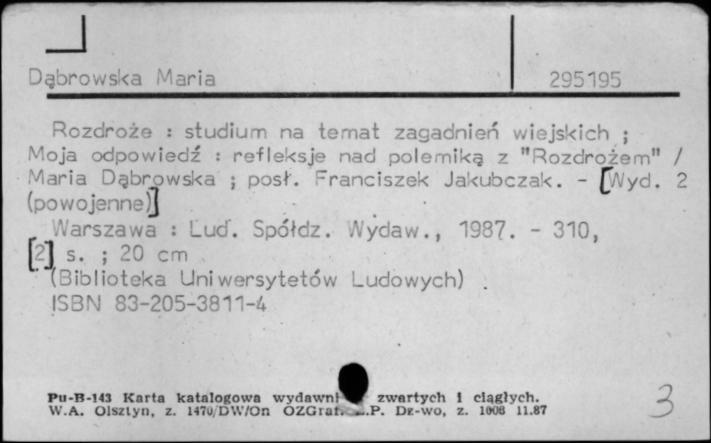 Dąbrowska Maria 295195
Rozdroże : studium na temat zagadnień wiejskich ;
Moja odpowiedź : refleksje nad polemiką z "Rozdrożem" /
Maria Dąbrowska ; posł. Franciszek Jakubczak. - [Wyd. 2
(powojenne)]
Warszawa : Lud. Spółdz. Wydaw., 1987. - 310,
[2] s. ; 20 cm
(Biblioteka Uniwersytetów Ludowych)
ISBN 83-205-3811-4
Pu-B-143 Karta katalogowa zwartych i ciągłych.
W.A. Olsztyn, z. 1470/DW/On OZGraf. Dz-wo, z. 1008 11.87
3